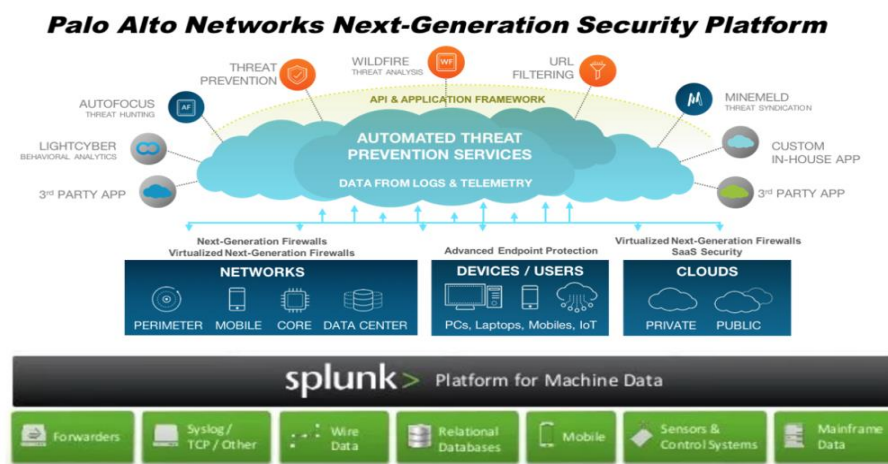 Palo Alto Networks Next-Generation Security Platform
THREAT
PREVENTION
WILDFIRE
THREAT ANALYSIS
WF
URL
FILTERING
AUTOFOCUS
THREAT HUNTING
AF
API & APPLICATION FRAMEWORK
MINEMELD
THREAT SYNDICATION
LIGHTCYBER
BEHAVIORAL ANALYTICS
AUTOMATED THREAT
PREVENTION SERVICES
CUSTOM
IN-HOUSE APP
3rd PARTY APP
DATA FROM LOGS & TELEMETRY
3rd PARTY APP
Next-Generation Firewalls
Virtualized Next-Generation Firewalls
Advanced Endpoint Protection
Virtualized Next-Generation Firewalls
SaaS Security
NETWORKS
PERIMETER MOBILE CORE DATA CENTER
DEVICES / USERS
PCs, Laptops, Mobiles, IoT
CLOUDS
PRIVATE PUBLIC
splunk> Platform for Machine Data
Forwarders
Syslog /
TCP / Other
Wire
Data
Relational
Databases
Mobile
Sensors &
Control Systems
Mainframe
Data